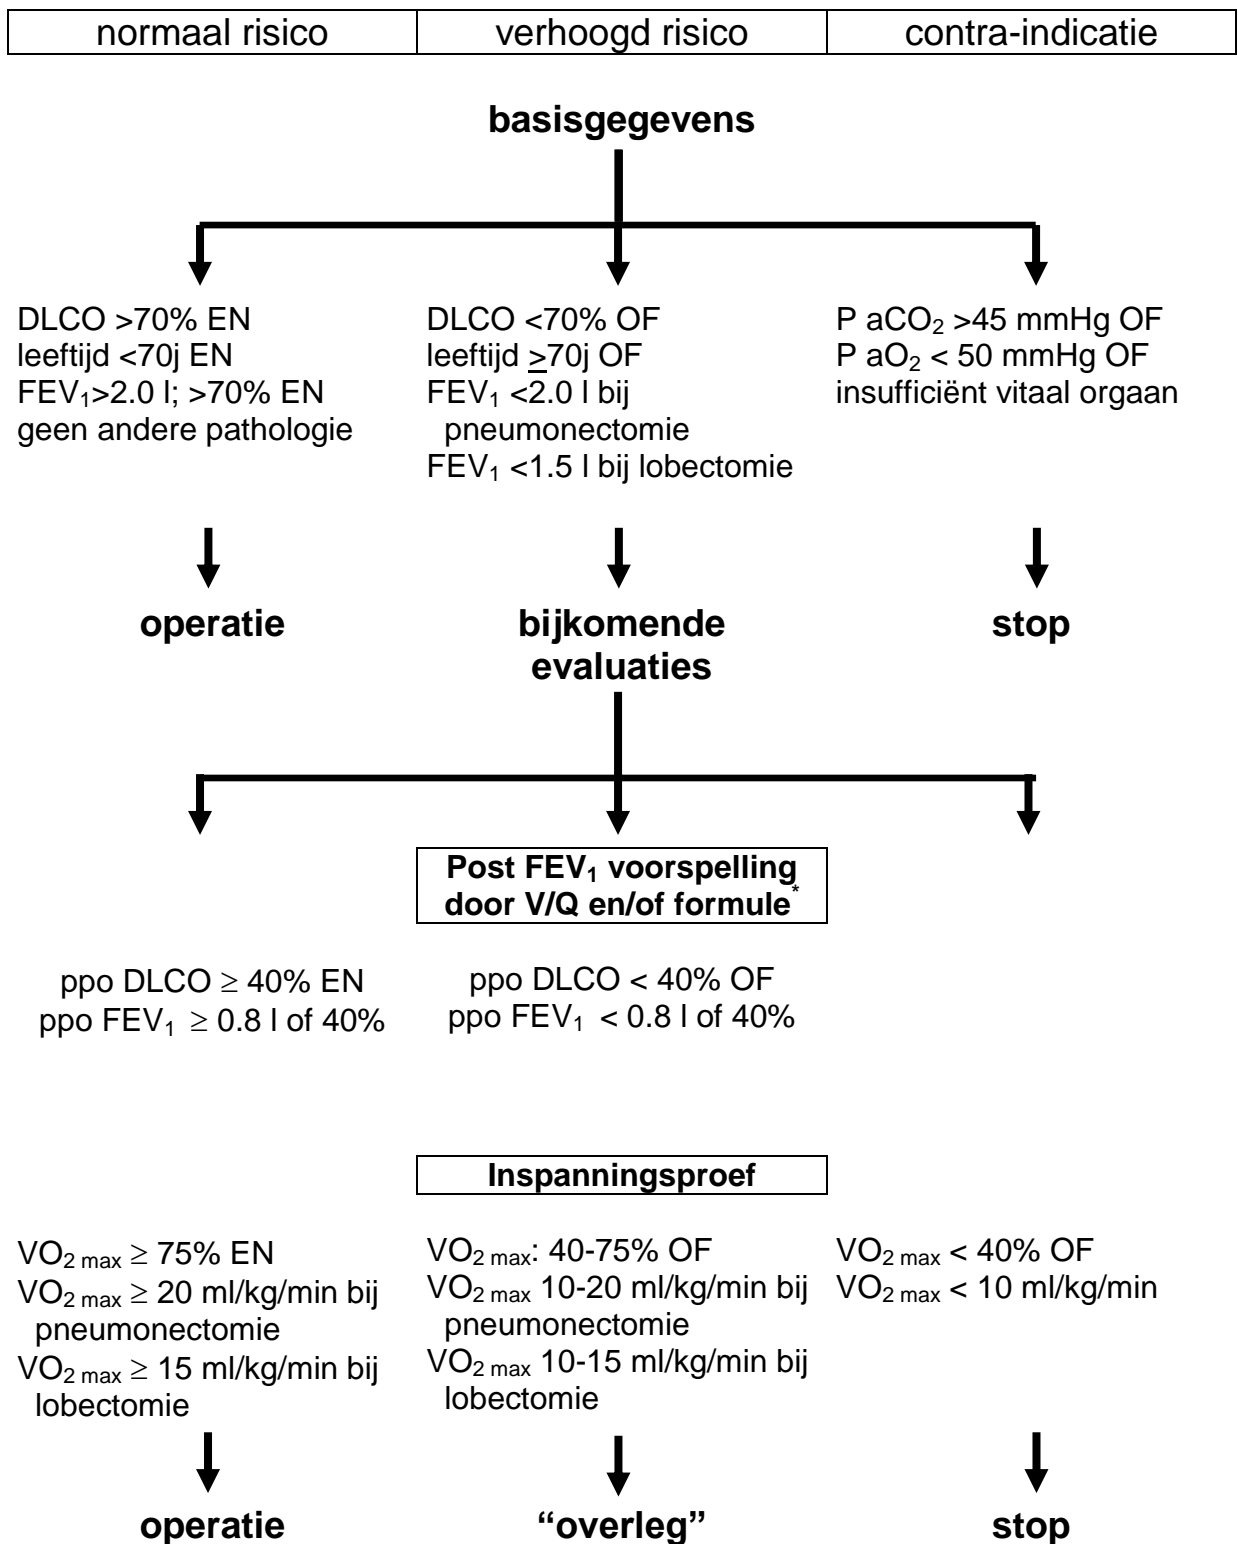 normaal risico
verhoogd risico
contra-indicatie
basisgegevens
DLCO >70% EN
leeftijd <70j EN
FEV₁>2.0 l; >70% EN
geen andere pathologie
DLCO <70% OF
leeftijd ≥70j OF
FEV₁ <2.0 l bij
pneumonectomie
FEV₁ <1.5 l bij lobectomie
P aCO₂ >45 mmHg OF
P aO₂ < 50 mmHg OF
insufficiënt vitaal orgaan
operatie
bijkomende
evaluaties
stop
Post FEV₁ voorspelling
door V/Q en/of formule*
ppo DLCO ≥ 40% EN
ppo FEV₁ ≥ 0.8 l of 40%
ppo DLCO < 40% OF
ppo FEV₁ < 0.8 l of 40%
Inspanningsproef
VO₂ max ≥ 75% EN
VO₂ max ≥ 20 ml/kg/min bij
pneumonectomie
VO₂ max ≥ 15 ml/kg/min bij
lobectomie
VO₂ max: 40-75% OF
VO₂ max 10-20 ml/kg/min bij
pneumonectomie
VO₂ max 10-15 ml/kg/min bij
lobectomie
VO₂ max < 40% OF
VO₂ max < 10 ml/kg/min
operatie
“overleg”
stop